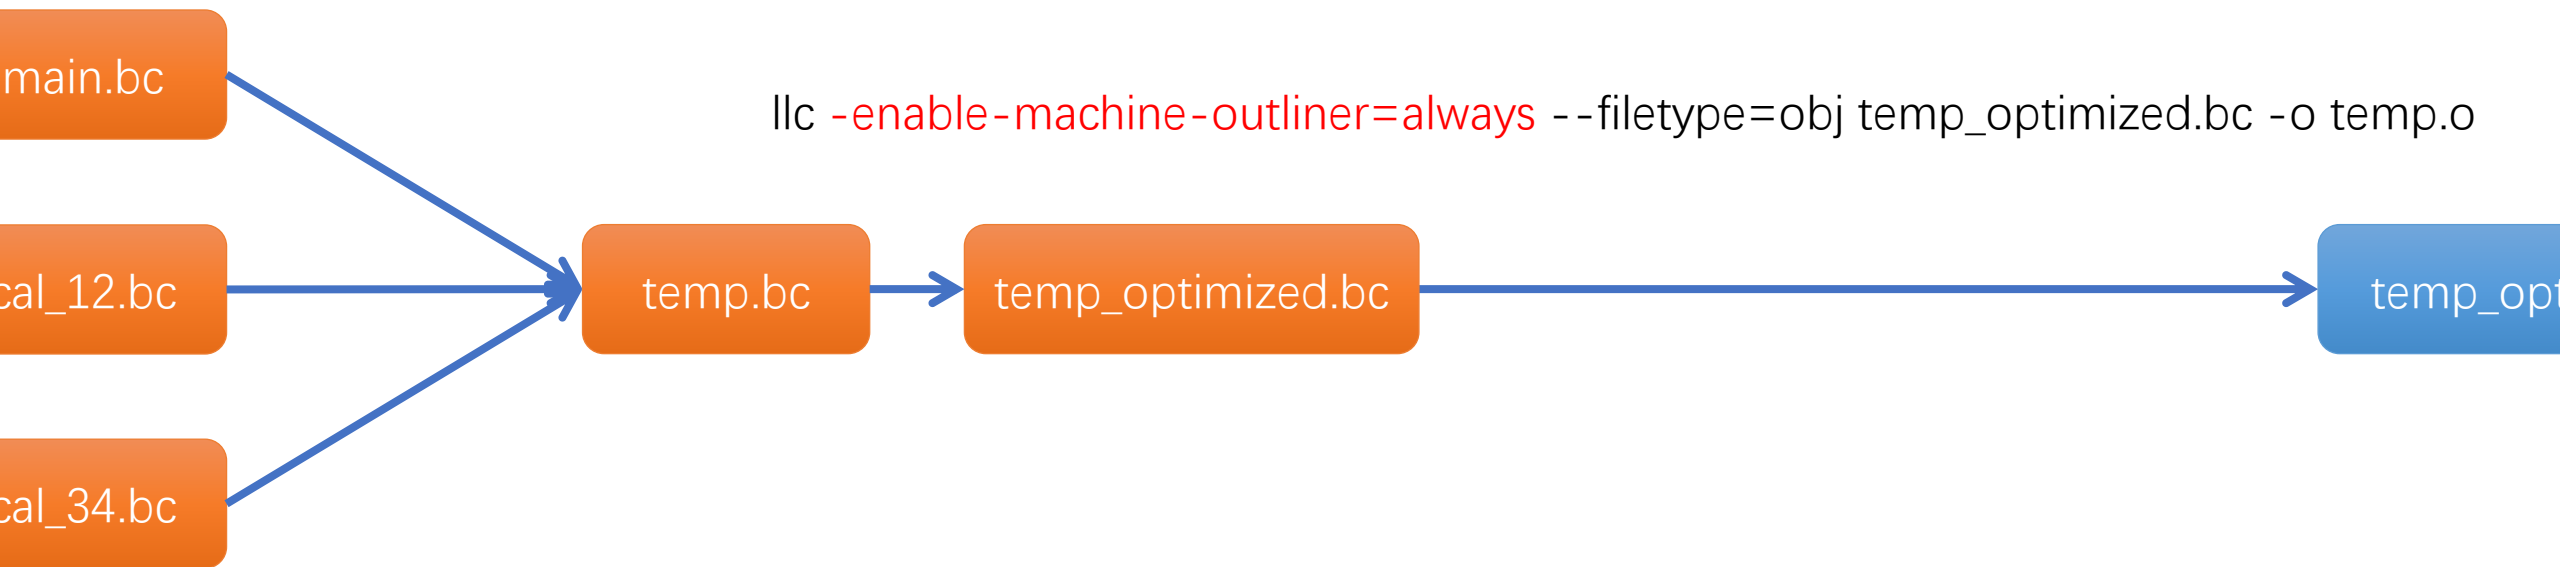 main.bc
llc -enable-machine-outliner=always --filetype=obj temp_optimized.bc -o temp.o
cal_12.bc
temp.bc
temp_optimized.bc
temp_opt
cal_34.bc